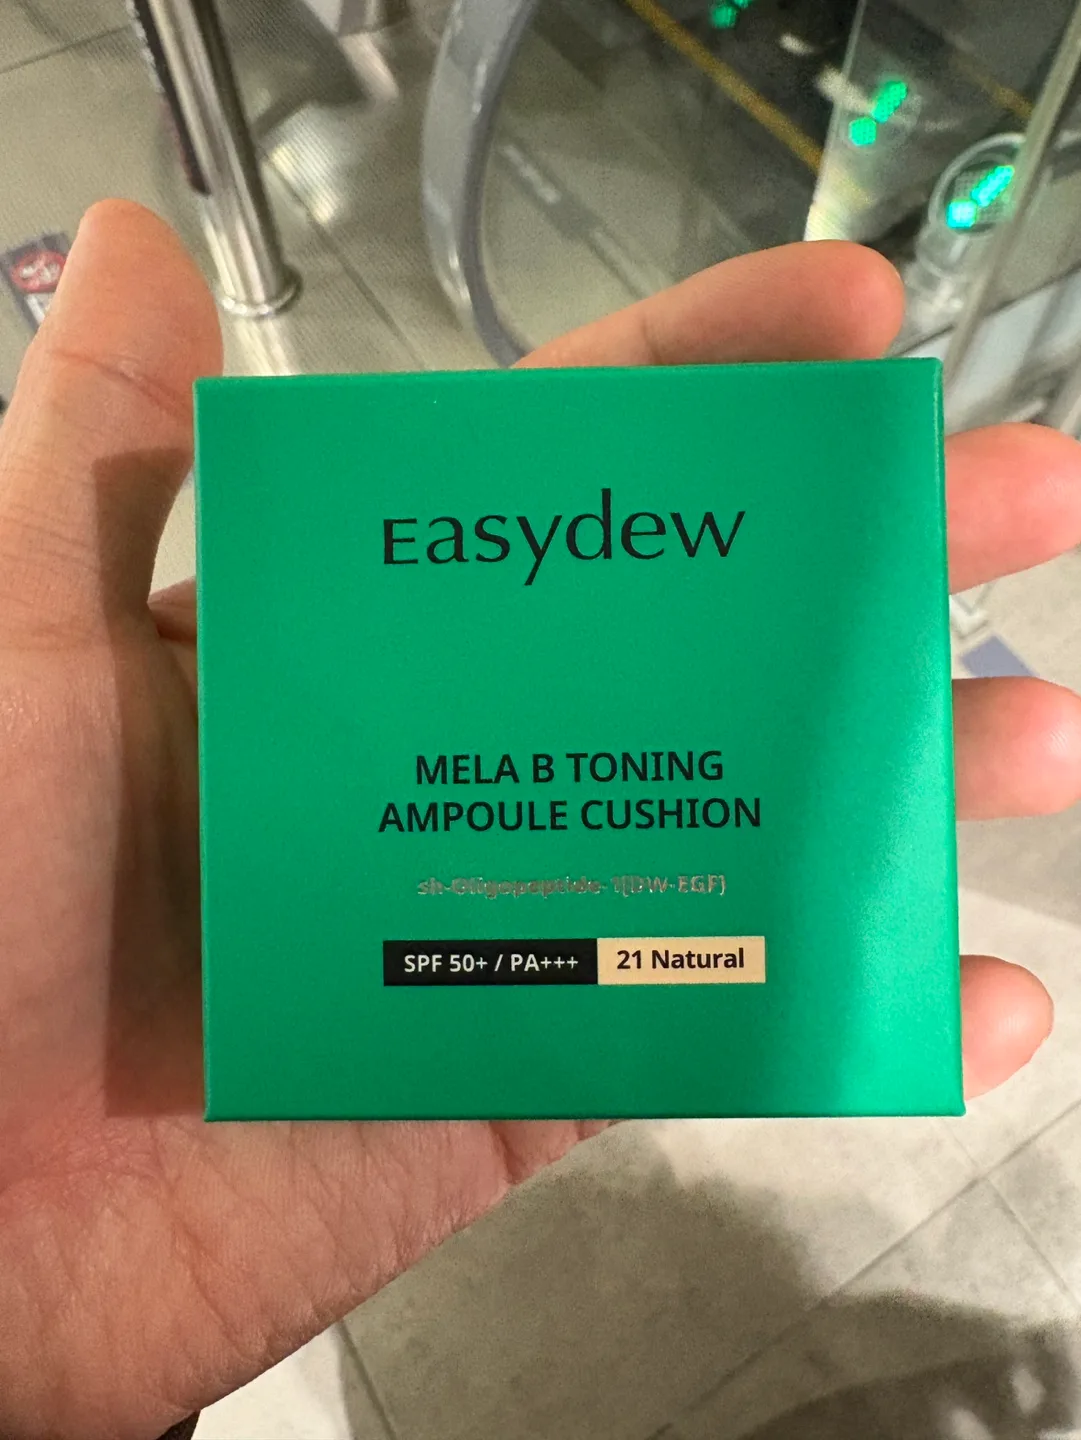 Easydew
MELA B TONING
AMPOULE CUSHION
sh-Oligopeptide-1(DW-EGF)
SPF 50+ / PA+++ 21 Natural